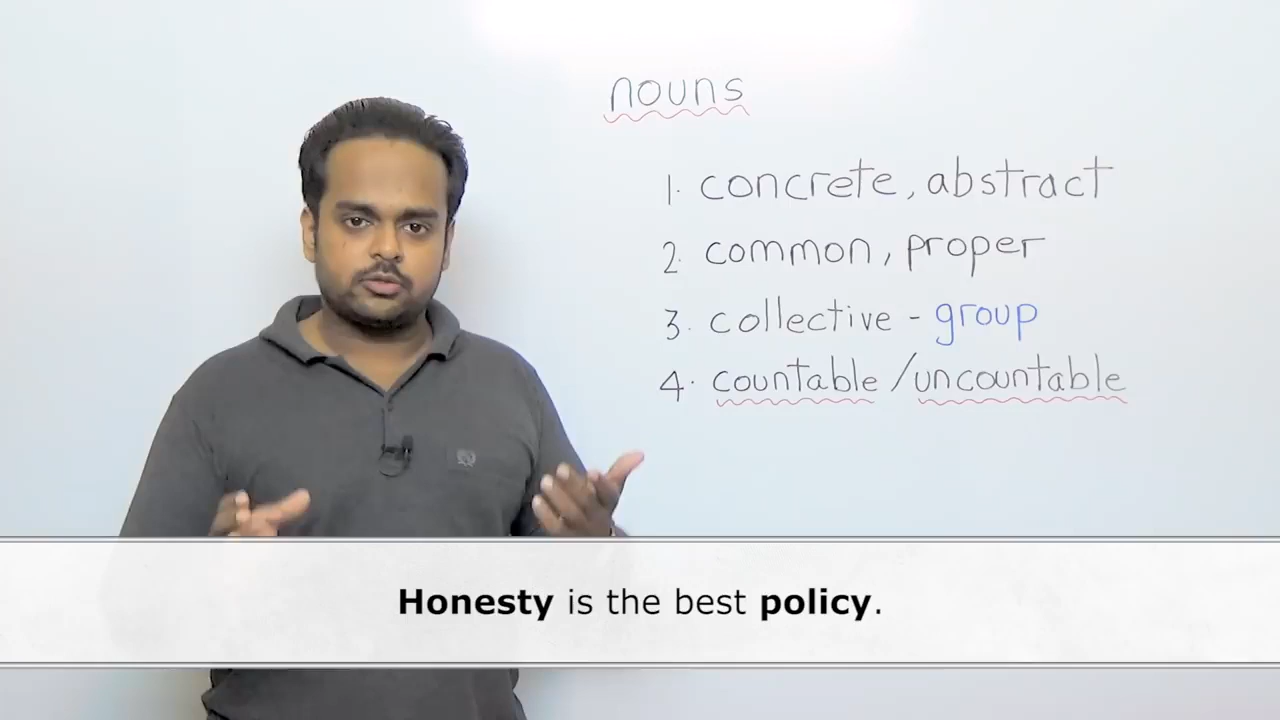 nouns
1. concrete, abstract
2. common, proper
3. collective - group
4. countable /uncountable
Honesty is the best policy.